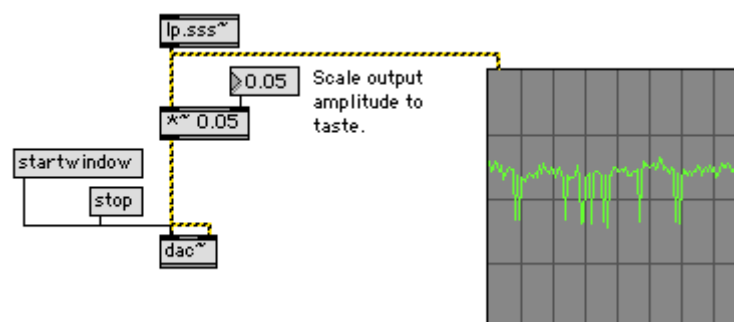 lp.sss~
0.05
Scale output
amplitude to
taste.
*~ 0.05
startwindow
stop
dac~